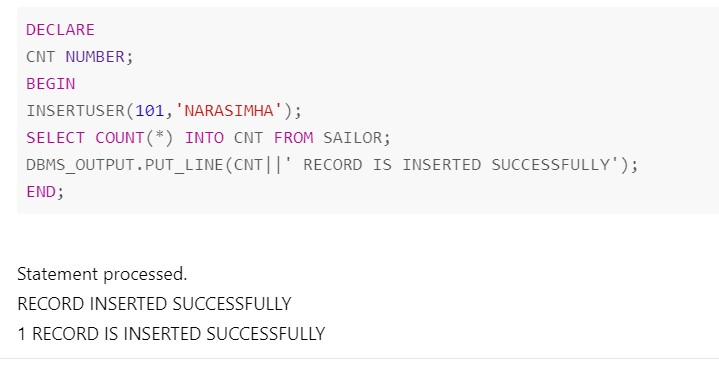 DECLARE
CNT NUMBER;
BEGIN
INSERTUSER(101,'NARASIMHA');
SELECT COUNT(*) INTO CNT FROM SAILOR;
DBMS_OUTPUT.PUT_LINE(CNT||' RECORD IS INSERTED SUCCESSFULLY');
END;
Statement processed.
RECORD INSERTED SUCCESSFULLY
1 RECORD IS INSERTED SUCCESSFULLY